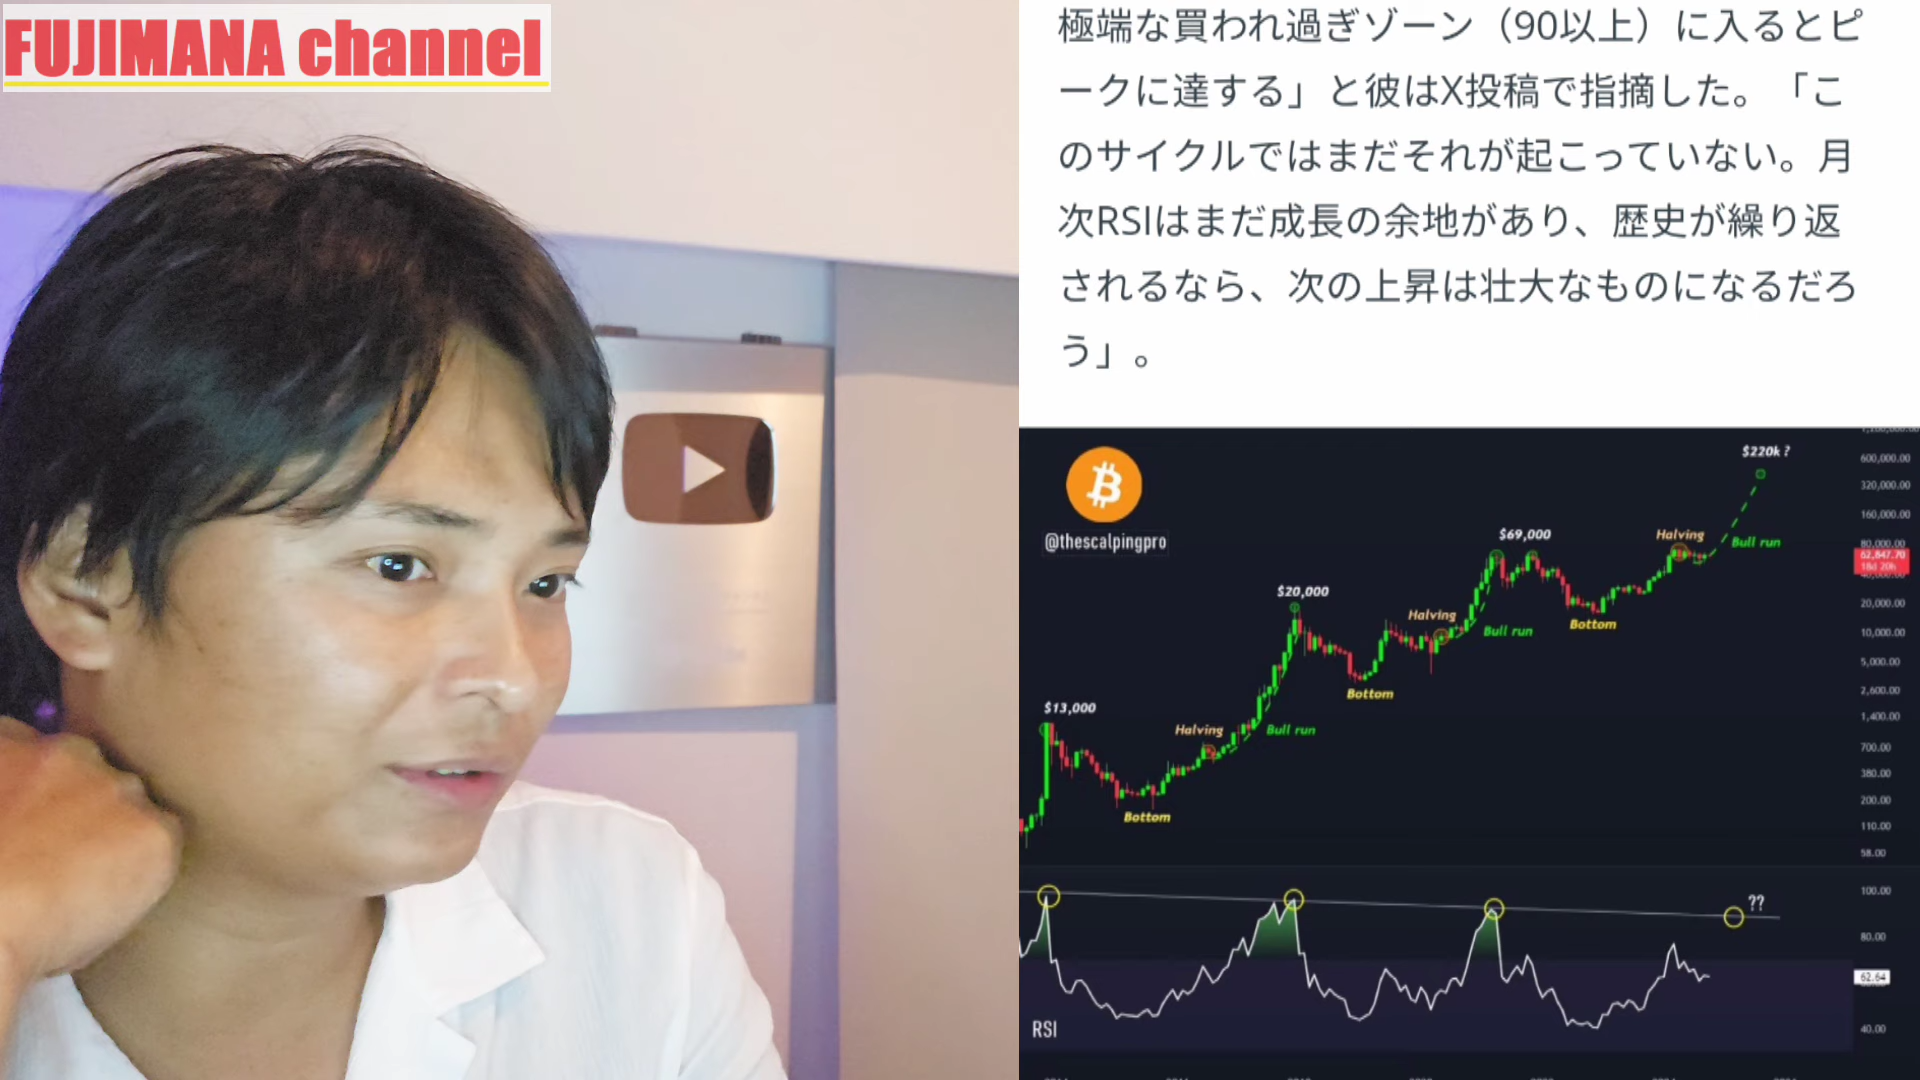 FUJIMANA channel
極端な買われ過ぎゾーン（90以上）に入るとピ
ークに達する」と彼はX投稿で指摘した。「こ
のサイクルではまだそれが起こっていない。月
次RSIはまだ成長の余地があり、歴史が繰り返
されるなら、次の上昇は壮大なものになるだろ
う」。
@thescalpingpro
$13,000
Bottom
Halving
Bull run
$20,000
Bottom
Halving
Bull run
$69,000
Bottom
Halving
Bull run
$220k ?
600,000.00
320,000.00
160,000.00
80,000.00
62,847.70
18d 20h
20,000.00
10,000.00
5,000.00
2,600.00
1,400.00
700.00
380.00
200.00
110.00
58.00
??
RSI
100.00
80.00
62.64
40.00